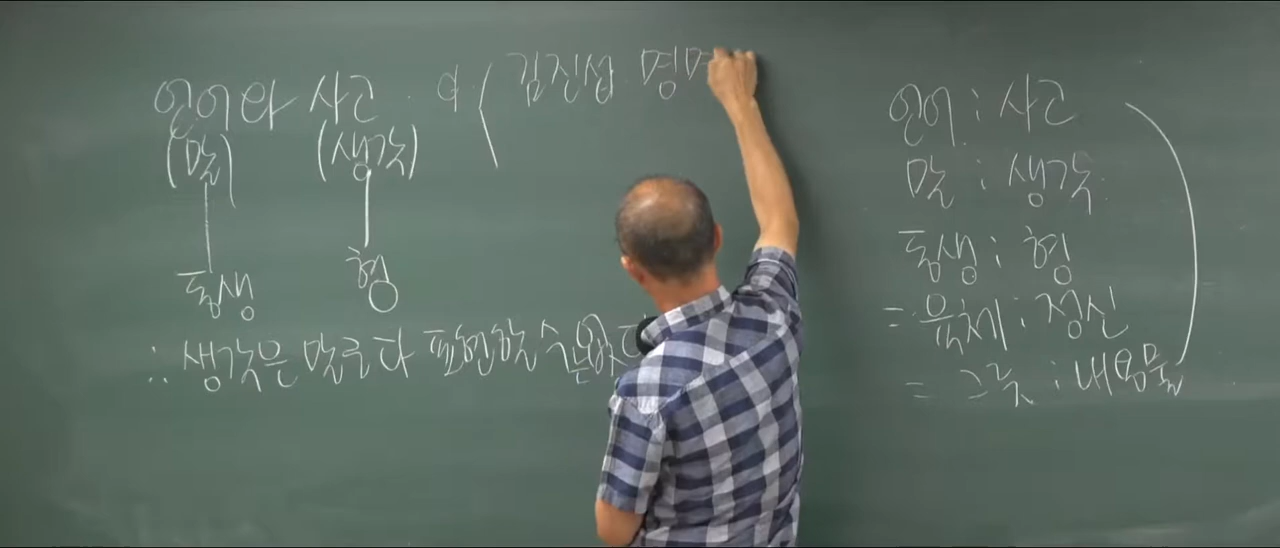 언어와 사고. 예 〈 김진섭 명명
(말) (생각)
동생 형
∴ 생각은 말로 다 표현할 수 없다
언어 : 사고
말 : 생각
동생 : 형
= 육체 : 정신
= 그릇 : 내용물